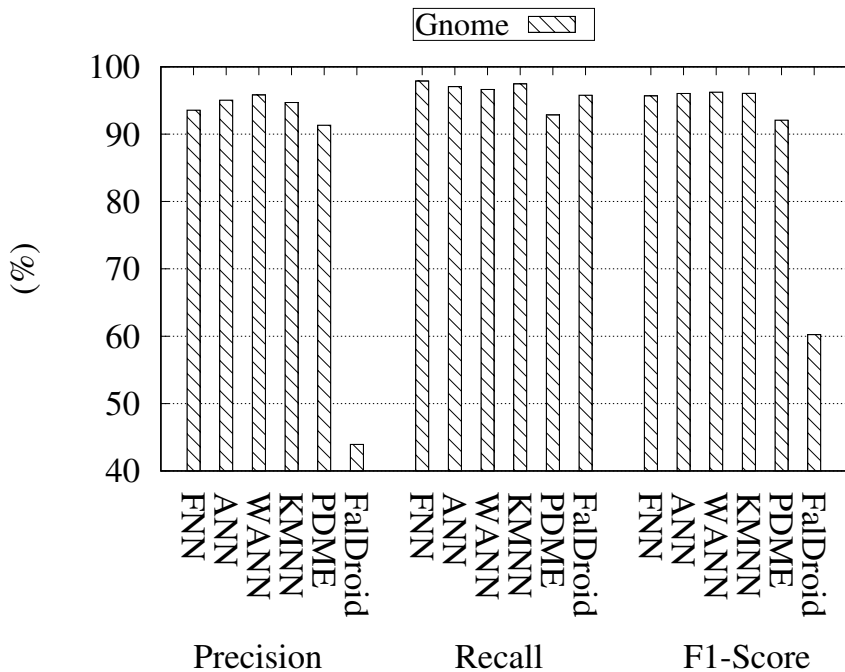 Gnome
(%)
100
90
80
70
60
50
40
FNN
ANN
WANN
KMNN
PDME
FalDroid
FNN
ANN
WANN
KMNN
PDME
FalDroid
FNN
ANN
WANN
KMNN
PDME
FalDroid
Precision
Recall
F1-Score